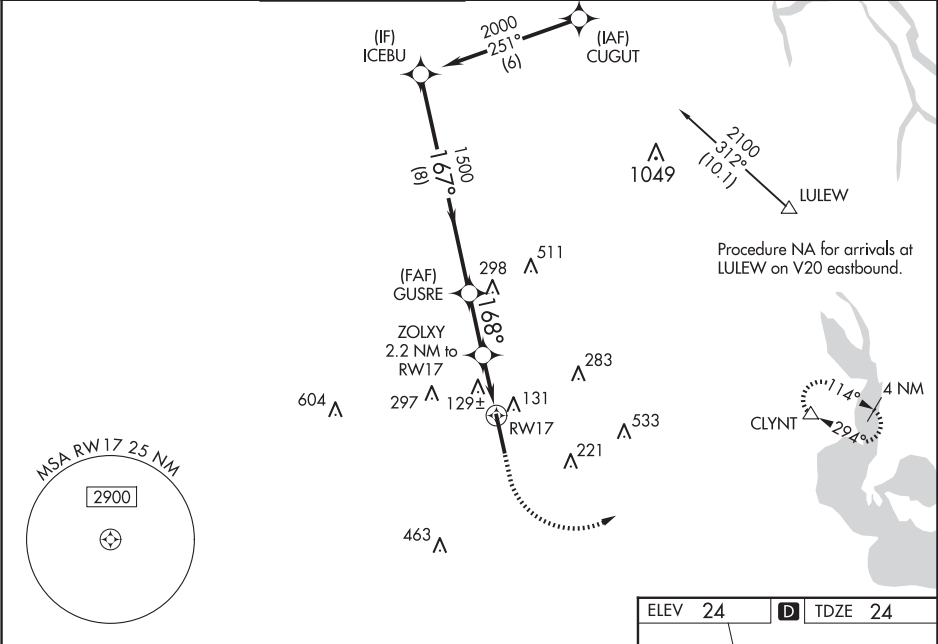 2000
251°
(6)
(IAF)
CUGUT
(IF)
ICEBU
1500
167°
(8)
1049
2100
312°
(10.1)
LULEW
Procedure NA for arrivals at
LULEW on V20 eastbound.
(FAF)
GUSRE
298
511
168°
ZOLXY
2.2 NM to
RW17
283
604
297
129±
131
RW17
533
221
463
CLYNT
114°
4 NM
294°
MSA RW17 25 NM
2900
ELEV 24 D TDZE 24